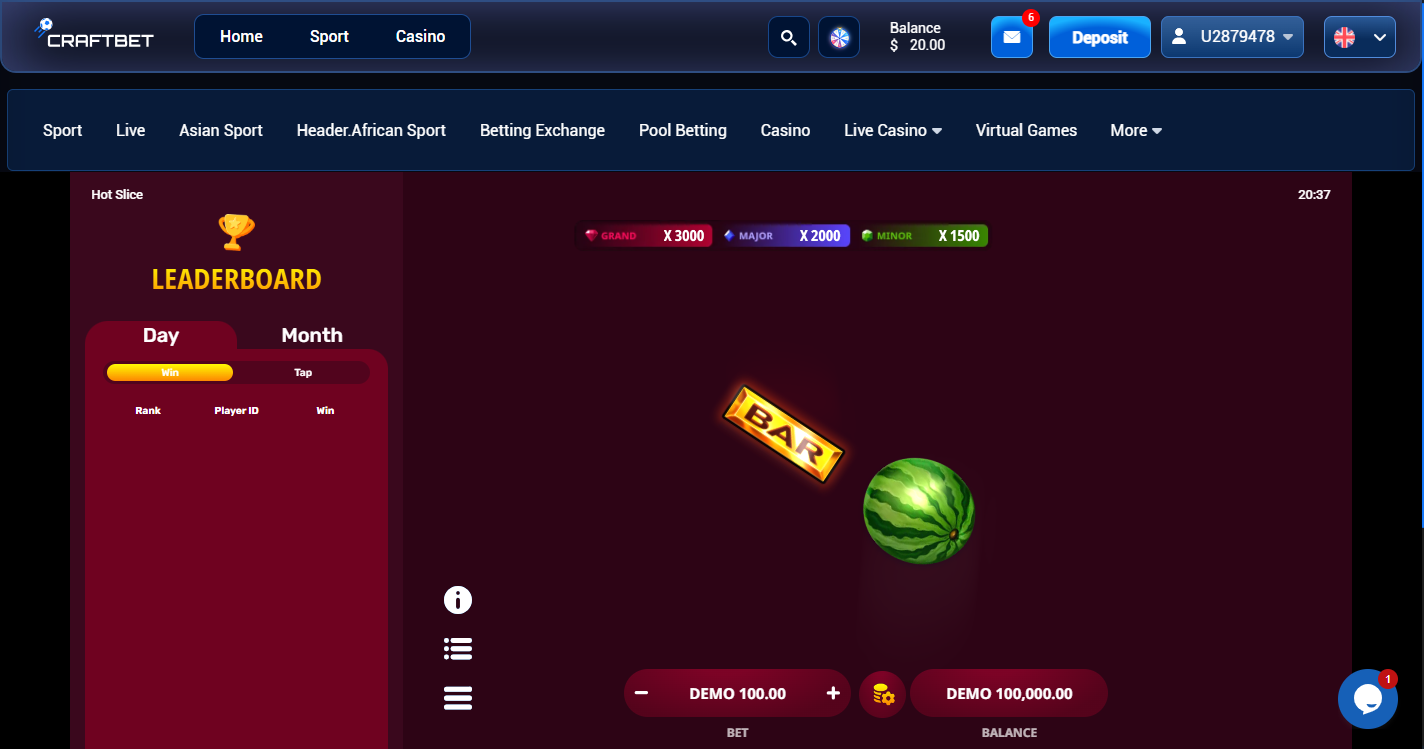 CRAFTBET
Home Sport Casino
Balance
$ 20.00
6
Deposit
U2879478
Sport Live Asian Sport Header.African Sport Betting Exchange Pool Betting Casino Live Casino Virtual Games More
Hot Slice
20:37
GRAND X 3000 MAJOR X 2000 MINOR X 1500
LEADERBOARD
Day Month
Win Tap
Rank Player ID Win
BAR
DEMO 100.00
DEMO 100,000.00
BET
BALANCE
1